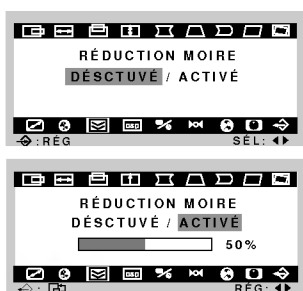 RÉDUCTION MOIRE
DÉSCTUVÉ / ACTIVÉ
:RÉG SÉL:
RÉDUCTION MOIRE
DÉSCTUVÉ / ACTIVÉ
50%
: RÉG: